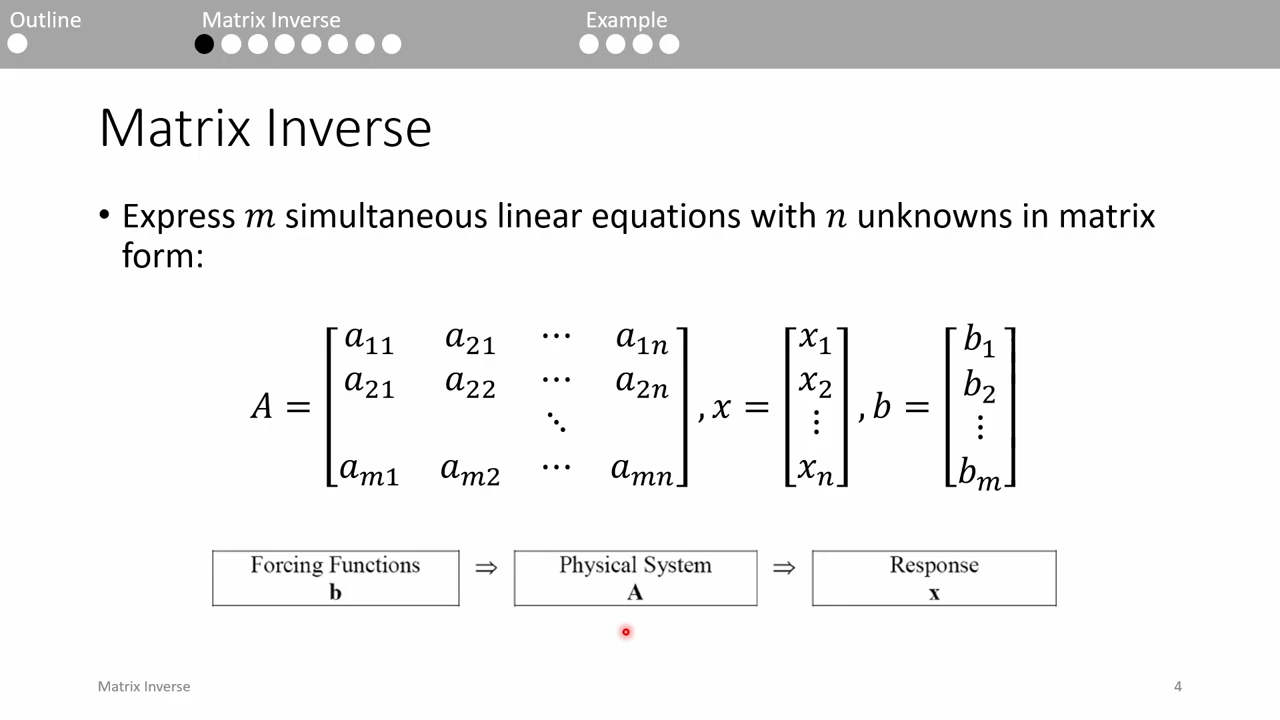 Outline Matrix Inverse Example
Matrix Inverse
• Express m simultaneous linear equations with n unknowns in matrix
form:
A = [a₁₁ a₂₁ ⋯ a₁ₙ
a₂₁ a₂₂ ⋯ a₂ₙ
⋱
aₘ₁ aₘ₂ ⋯ aₘₙ] , x = [x₁ x₂ ⋮ xₙ] , b = [b₁ b₂ ⋮ bₘ]
Forcing Functions ⇒ Physical System ⇒ Response
b A x
Matrix Inverse 4